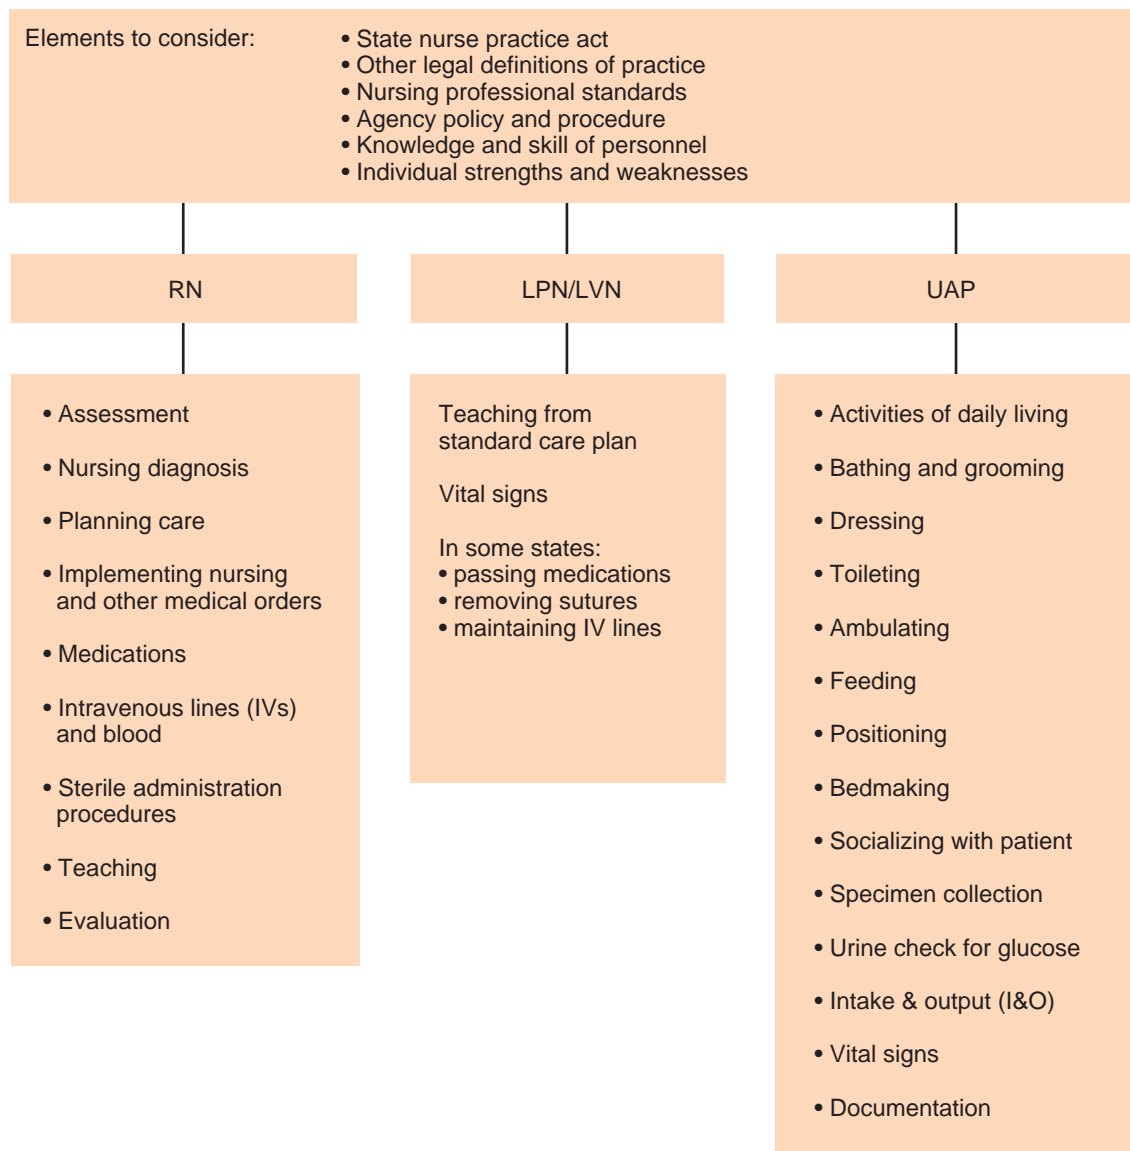 Elements to consider:
• State nurse practice act
• Other legal definitions of practice
• Nursing professional standards
• Agency policy and procedure
• Knowledge and skill of personnel
• Individual strengths and weaknesses
RN
LPN/LVN
UAP
• Assessment
• Nursing diagnosis
• Planning care
• Implementing nursing
and other medical orders
• Medications
• Intravenous lines (IVs)
and blood
• Sterile administration
procedures
• Teaching
• Evaluation
Teaching from
standard care plan
Vital signs
In some states:
• passing medications
• removing sutures
• maintaining IV lines
• Activities of daily living
• Bathing and grooming
• Dressing
• Toileting
• Ambulating
• Feeding
• Positioning
• Bedmaking
• Socializing with patient
• Specimen collection
• Urine check for glucose
• Intake & output (I&O)
• Vital signs
• Documentation